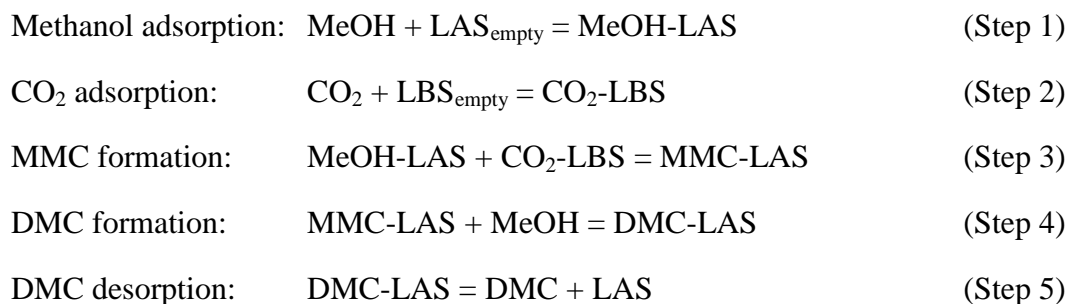 Methanol adsorption: MeOH + LASempty = MeOH-LAS (Step 1)
CO2 adsorption: CO2 + LBSempty = CO2-LBS (Step 2)
MMC formation: MeOH-LAS + CO2-LBS = MMC-LAS (Step 3)
DMC formation: MMC-LAS + MeOH = DMC-LAS (Step 4)
DMC desorption: DMC-LAS = DMC + LAS (Step 5)